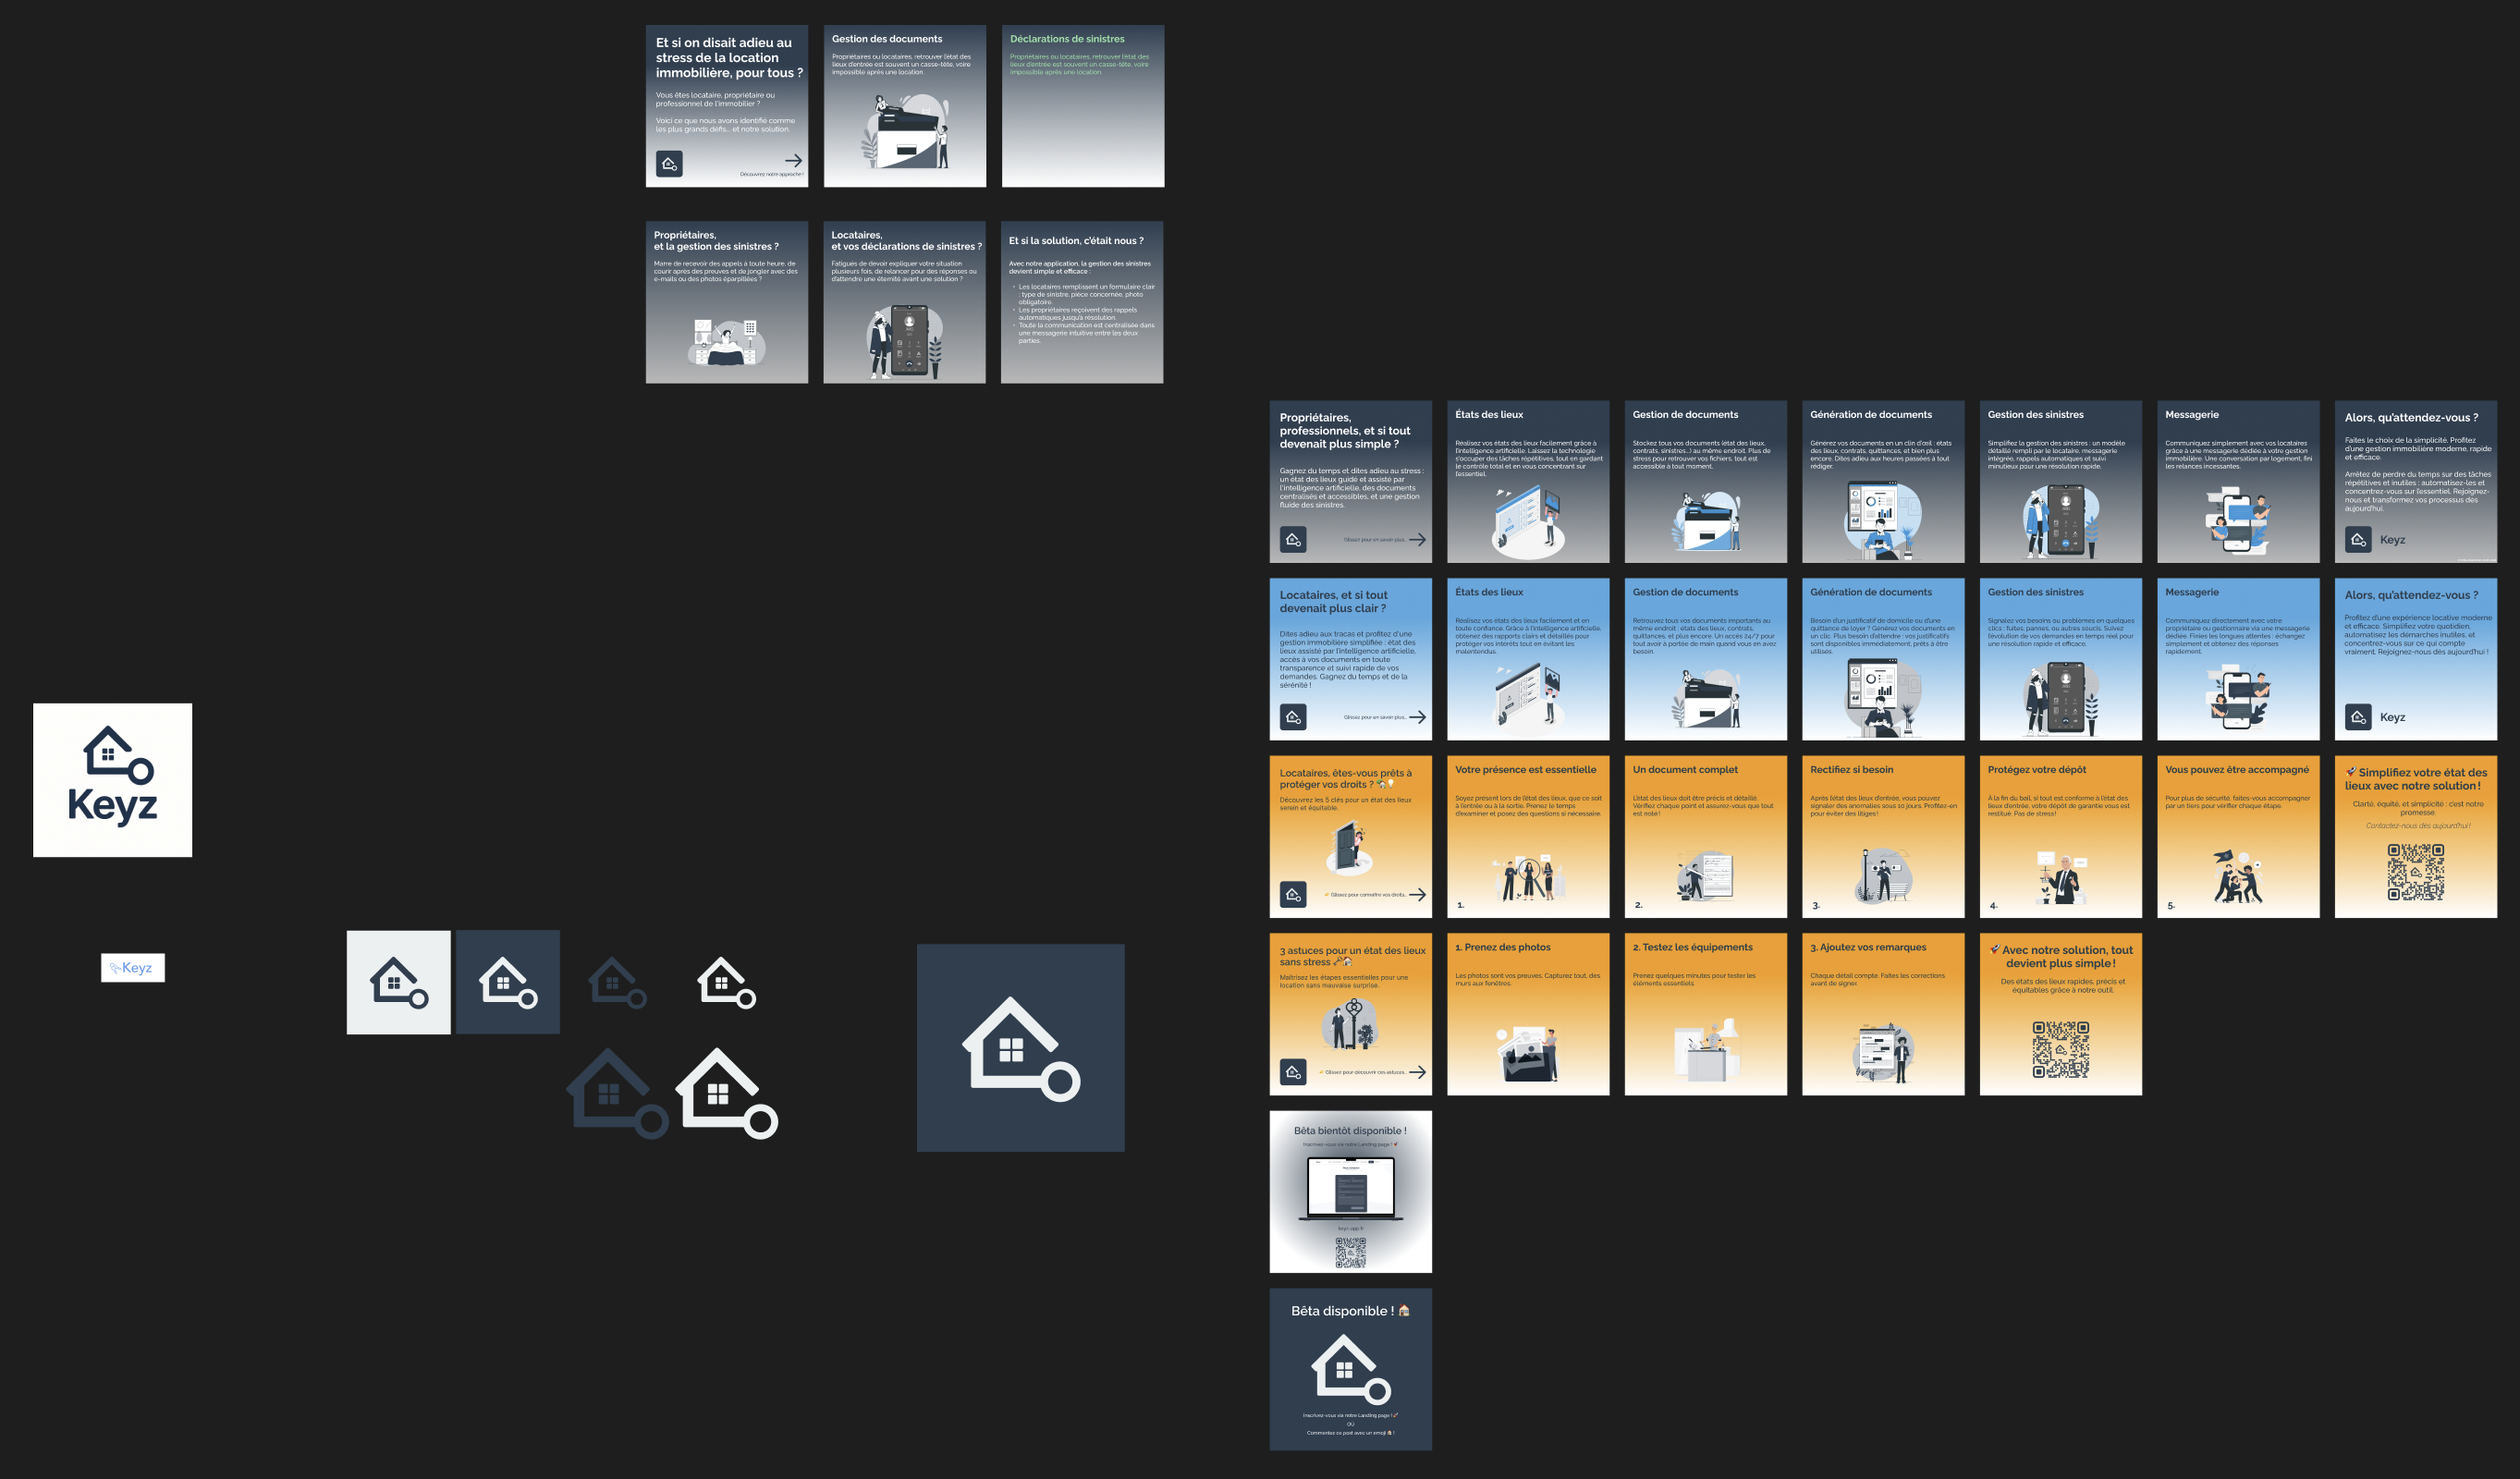 Et si on disait adieu au
stress de la location
immobilière, pour tous ?
Vous êtes locataire, propriétaire ou
professionnel de l'immobilier ?
Voici ce que nous avons identifié comme
les plus grands défis... et notre solution.
Découvrez notre approche !
Gestion des documents
Propriétaires ou locataires, retrouver l'état des
lieux d'entrée est souvent un casse-tête, voire
impossible après une location.
Déclarations de sinistres
Propriétaires ou locataires, retrouver l'état des
lieux d'entrée est souvent un casse-tête, voire
impossible après une location.
Propriétaires,
et la gestion des sinistres ?
Marre de recevoir des appels à toute heure, de
courir après des preuves et de jongler avec des
e-mails ou des photos éparpillées ?
Locataires,
et vos déclarations de sinistres ?
Fatigués de devoir expliquer votre situation
plusieurs fois, de relancer pour des réponses ou
d'attendre une éternité avant une solution ?
Et si la solution, c'était nous ?
Avec notre application, la gestion des sinistres
devient simple et efficace :
• Les locataires remplissent un formulaire clair
: type de sinistre, pièce concernée, photo
obligatoire.
• Les propriétaires reçoivent des rappels
automatiques jusqu'à résolution.
• Toute la communication est centralisée dans
une messagerie intuitive entre les deux
parties.
Propriétaires,
professionnels, et si tout
devenait plus simple ?
Gagnez du temps et dites adieu au stress :
un état des lieux guidé et assisté par
l'intelligence artificielle, des documents
centralisés et accessibles, et une gestion
fluide des sinistres.
Glissez pour en savoir plus...
États des lieux
Réalisez vos états des lieux facilement grâce à
l'intelligence artificielle. Laissez la technologie
s'occuper des tâches répétitives, tout en gardant
le contrôle total et en vous concentrant sur
l'essentiel.
Gestion de documents
Stockez tous vos documents (état des lieux,
contrats, sinistres...) au même endroit. Plus de
stress pour retrouver vos fichiers, tout est
accessible à tout moment.
Génération de documents
Générez vos documents en un clin d'œil : états
des lieux, contrats, quittances, et bien plus
encore. Dites adieu aux heures passées à tout
rédiger.
Gestion des sinistres
Simplifiez la gestion des sinistres : un modèle
détaillé rempli par le locataire, messagerie
intégrée, rappels automatiques et suivi
minutieux pour une résolution rapide.
Messagerie
Communiquez simplement avec vos locataires
grâce à une messagerie dédiée à votre gestion
immobilière. Une conversation par logement, fini
les relances incessantes.
Alors, qu'attendez-vous ?
Faites le choix de la simplicité. Profitez
d'une gestion immobilière moderne, rapide
et efficace.
Arrêtez de perdre du temps sur des tâches
répétitives et inutiles : automatisez-les et
concentrez-vous sur l'essentiel. Rejoignez-
nous et transformez vos processus dès
aujourd'hui.
Keyz
Locataires, et si tout
devenait plus clair ?
Dites adieu aux tracas et profitez d'une
gestion immobilière simplifiée : état des
lieux assisté par l'intelligence artificielle,
accès à vos documents en toute
transparence et suivi rapide de vos
demandes. Gagnez du temps et de la
sérénité !
Glissez pour en savoir plus...
États des lieux
Réalisez vos états des lieux facilement et en
toute confiance. Grâce à l'intelligence artificielle,
obtenez des rapports clairs et détaillés pour
protéger vos intérêts tout en évitant les
malentendus.
Gestion de documents
Retrouvez tous vos documents importants au
même endroit : états des lieux, contrats,
quittances, et plus encore. Un accès 24/7 pour
tout avoir à portée de main quand vous en avez
besoin.
Génération de documents
Besoin d'un justificatif de domicile ou d'une
quittance de loyer ? Générez vos documents en
un clic. Plus besoin d'attendre : vos justificatifs
sont disponibles immédiatement, prêts à être
utilisés.
Gestion des sinistres
Signalez vos besoins ou problèmes en quelques
clics : fuites, pannes, ou autres soucis. Suivez
l'évolution de vos demandes en temps réel pour
une résolution rapide et efficace.
Messagerie
Communiquez directement avec votre
propriétaire ou gestionnaire via une messagerie
dédiée. Finies les longues attentes : échangez
simplement et obtenez des réponses
rapidement.
Alors, qu'attendez-vous ?
Profitez d'une expérience locative moderne
et efficace. Simplifiez votre quotidien,
automatisez les démarches inutiles, et
concentrez-vous sur ce qui compte
vraiment. Rejoignez-nous dès aujourd'hui !
Keyz
Locataires, êtes-vous prêts à
protéger vos droits ? 🏡💡
Découvrez les 5 clés pour un état des lieux
serein et équitable.
👉 Glissez pour connaître vos droits...
Votre présence est essentielle
Soyez présent lors de l'état des lieux, que ce soit
à l'entrée ou à la sortie. Prenez le temps
d'examiner et posez des questions si nécessaire.
1.
Un document complet
L'état des lieux doit être précis et détaillé.
Vérifiez chaque point et assurez-vous que tout
est noté !
2.
Rectifiez si besoin
Après l'état des lieux d'entrée, vous pouvez
signaler des anomalies sous 10 jours. Profitez-en
pour éviter des litiges !
3.
Protégez votre dépôt
À la fin du bail, si tout est conforme à l'état des
lieux d'entrée, votre dépôt de garantie vous est
restitué. Pas de stress !
4.
Vous pouvez être accompagné
Pour plus de sécurité, faites-vous accompagner
par un tiers pour vérifier chaque étape.
5.
🚀 Simplifiez votre état des
lieux avec notre solution !
Clarté, équité, et simplicité : c'est notre
promesse.
Contactez-nous dès aujourd'hui !
3 astuces pour un état des lieux
sans stress 🔑🏠
Maîtrisez les étapes essentielles pour une
location sans mauvaise surprise.
👉 Glissez pour découvrir ces astuces...
1. Prenez des photos
Les photos sont vos preuves. Capturez tout, des
murs aux fenêtres.
2. Testez les équipements
Prenez quelques minutes pour tester les
éléments essentiels.
3. Ajoutez vos remarques
Chaque détail compte. Faites les corrections
avant de signer.
🚀 Avec notre solution, tout
devient plus simple !
Des états des lieux rapides, précis et
équitables grâce à notre outil.
Bêta bientôt disponible !
Inscrivez-vous via notre Landing page ! 🚀
keyz-app.fr
Bêta disponible ! 🏠
Inscrivez-vous via notre Landing page ! 🚀
OU
Commentez ce post avec un emoji 🏠 !
Keyz
Keyz